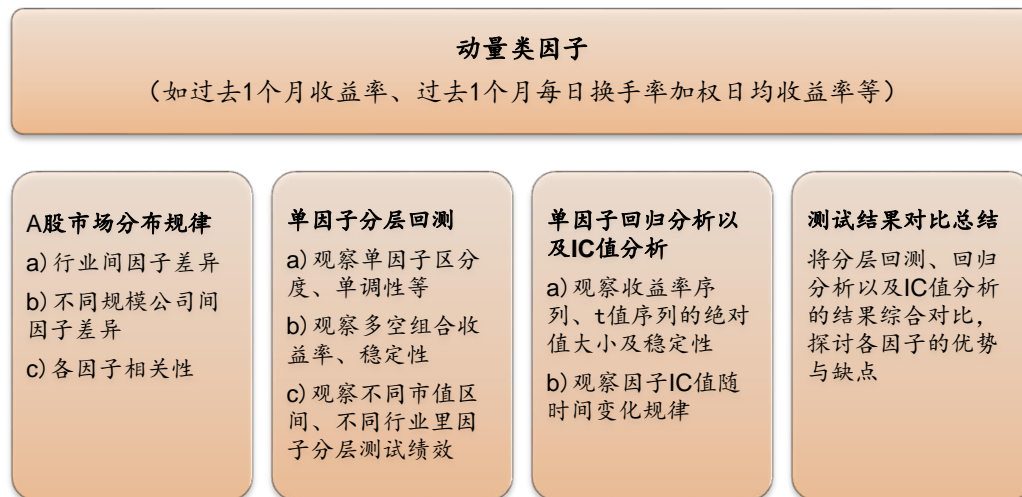 动量类因子
（如过去1个月收益率、过去1个月每日换手率加权日均收益率等）
A股市场分布规律
a)行业间因子差异
b)不同规模公司间
因子差异
c)各因子相关性
单因子分层回测
a)观察单因子区分
度、单调性等
b)观察多空组合收
益率、稳定性
c)观察不同市值区
间、不同行业里因
子分层测试绩效
单因子回归分析以
及IC值分析
a)观察收益率序
列、t值序列的绝对
值大小及稳定性
b)观察因子IC值随
时间变化规律
测试结果对比总结
将分层回测、回归
分析以及IC值分析
的结果综合对比，
探讨各因子的优势
与缺点